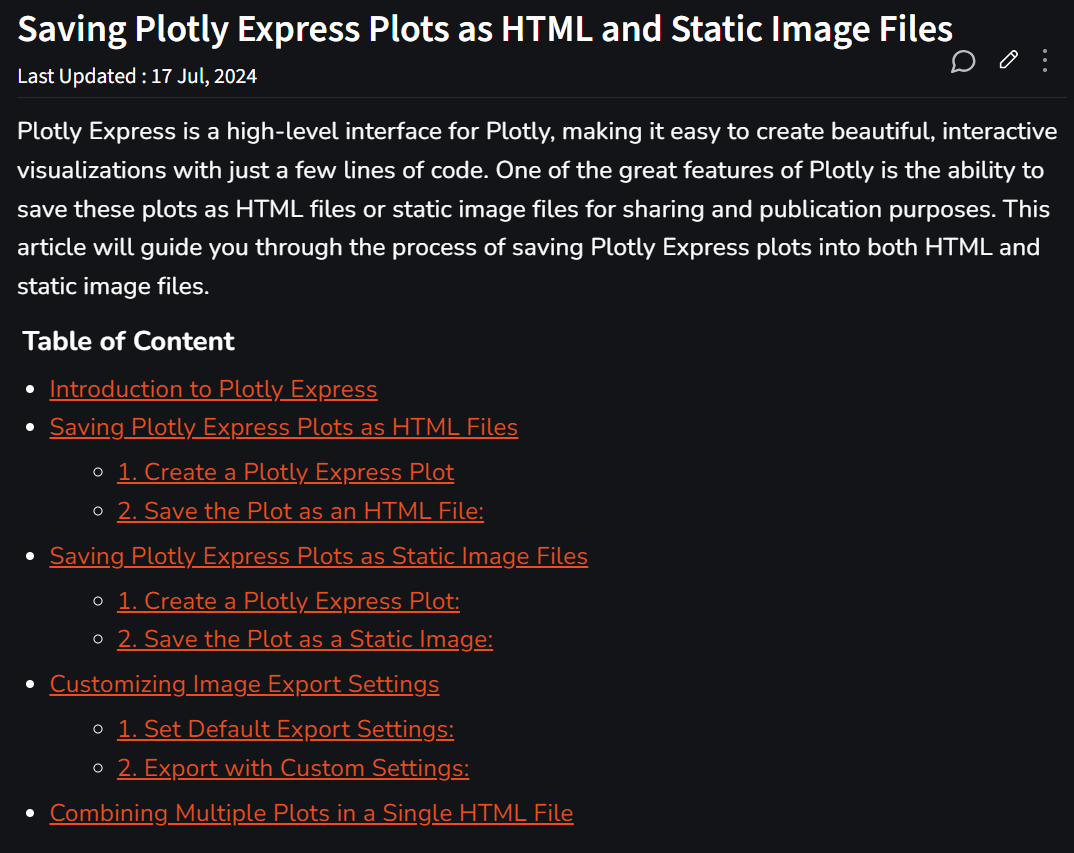 Saving Plotly Express Plots as HTML and Static Image Files
Last Updated : 17 Jul, 2024
Plotly Express is a high-level interface for Plotly, making it easy to create beautiful, interactive
visualizations with just a few lines of code. One of the great features of Plotly is the ability to
save these plots as HTML files or static image files for sharing and publication purposes. This
article will guide you through the process of saving Plotly Express plots into both HTML and
static image files.
Table of Content
Introduction to Plotly Express
Saving Plotly Express Plots as HTML Files
1. Create a Plotly Express Plot
2. Save the Plot as an HTML File:
Saving Plotly Express Plots as Static Image Files
1. Create a Plotly Express Plot:
2. Save the Plot as a Static Image:
Customizing Image Export Settings
1. Set Default Export Settings:
2. Export with Custom Settings:
Combining Multiple Plots in a Single HTML File